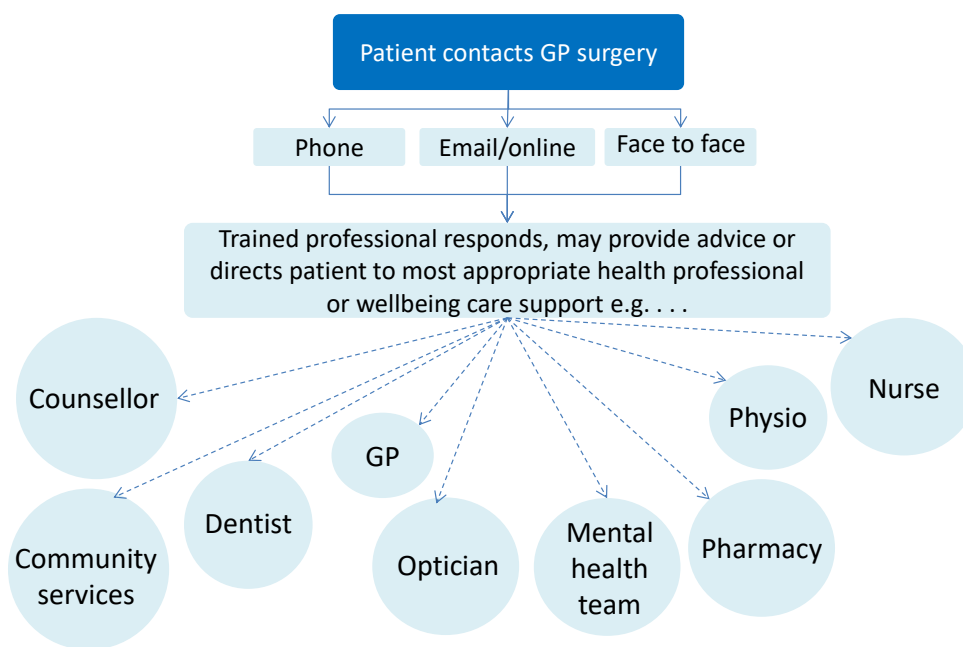 Patient contacts GP surgery
Phone
Email/online
Face to face
Trained professional responds, may provide advice or
directs patient to most appropriate health professional
or wellbeing care support e.g. . . .
Counsellor
Nurse
Physio
GP
Dentist
Community
services
Optician
Mental
health
team
Pharmacy